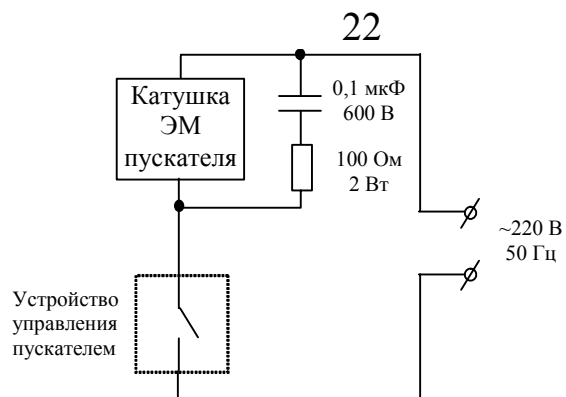 22
Катушка
ЭМ
пускателя
0,1 мкФ
600 В
100 Ом
2 Вт
~220 В
50 Гц
Устройство
управления
пускателем